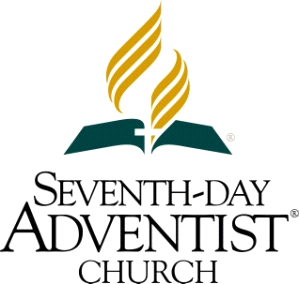 ®
SEVENTH-DAY
ADVENTIST®
CHURCH